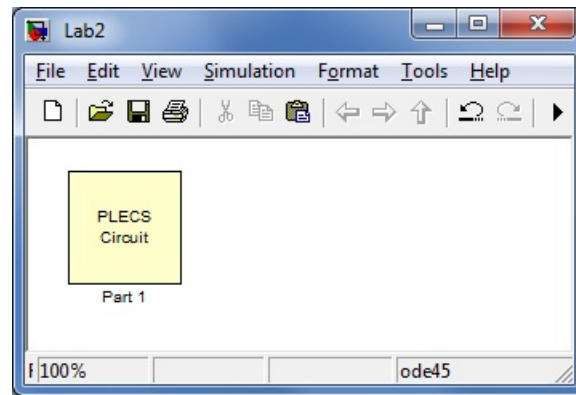 Lab2
File Edit View Simulation Format Tools Help
PLECS
Circuit
Part 1
100% ode45